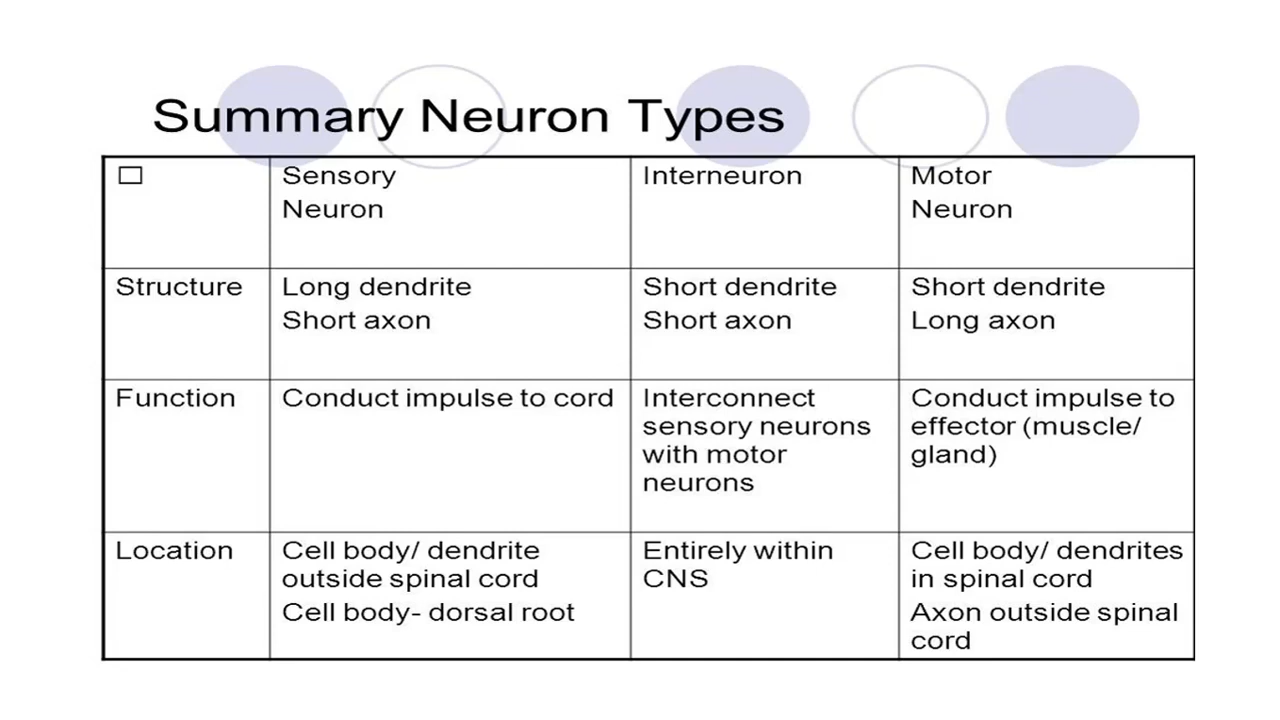 Summary Neuron Types
Sensory
Neuron
Interneuron
Motor
Neuron
Structure
Long dendrite
Short axon
Short dendrite
Short axon
Short dendrite
Long axon
Function
Conduct impulse to cord
Interconnect
sensory neurons
with motor
neurons
Conduct impulse to
effector (muscle/
gland)
Location
Cell body/ dendrite
outside spinal cord
Cell body- dorsal root
Entirely within
CNS
Cell body/ dendrites
in spinal cord
Axon outside spinal
cord